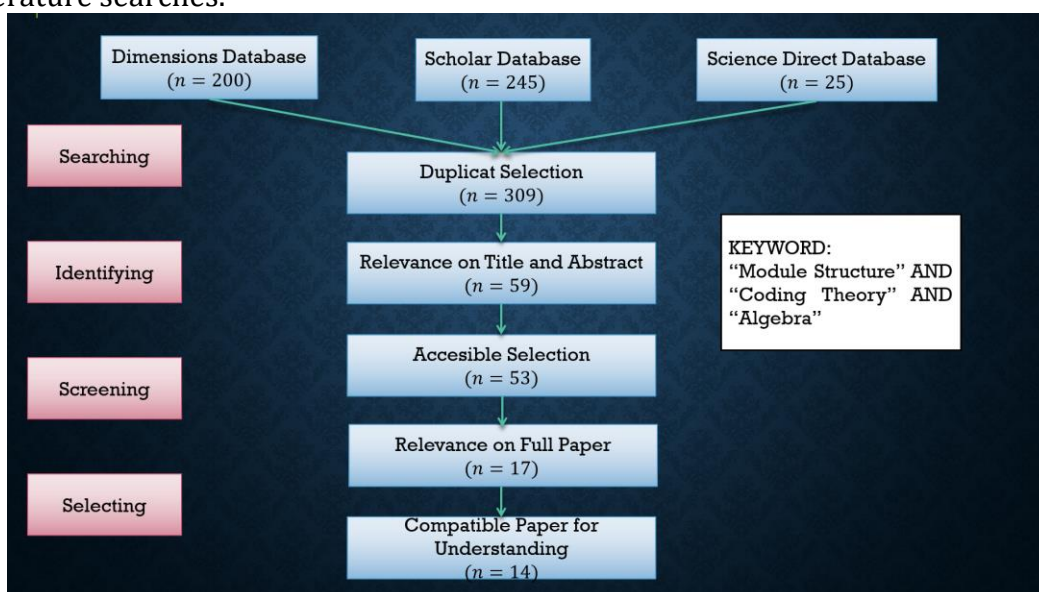 erature searches.
Dimensions Database
(𝑛 = 200)
Scholar Database
(𝑛 = 245)
Science Direct Database
(𝑛 = 25)
Searching
Duplicat Selection
(𝑛 = 309)
Identifying
Relevance on Title and Abstract
(𝑛 = 59)
KEYWORD:
“Module Structure” AND
“Coding Theory” AND
“Algebra”
Screening
Accesible Selection
(𝑛 = 53)
Relevance on Full Paper
(𝑛 = 17)
Selecting
Compatible Paper for
Understanding
(𝑛 = 14)